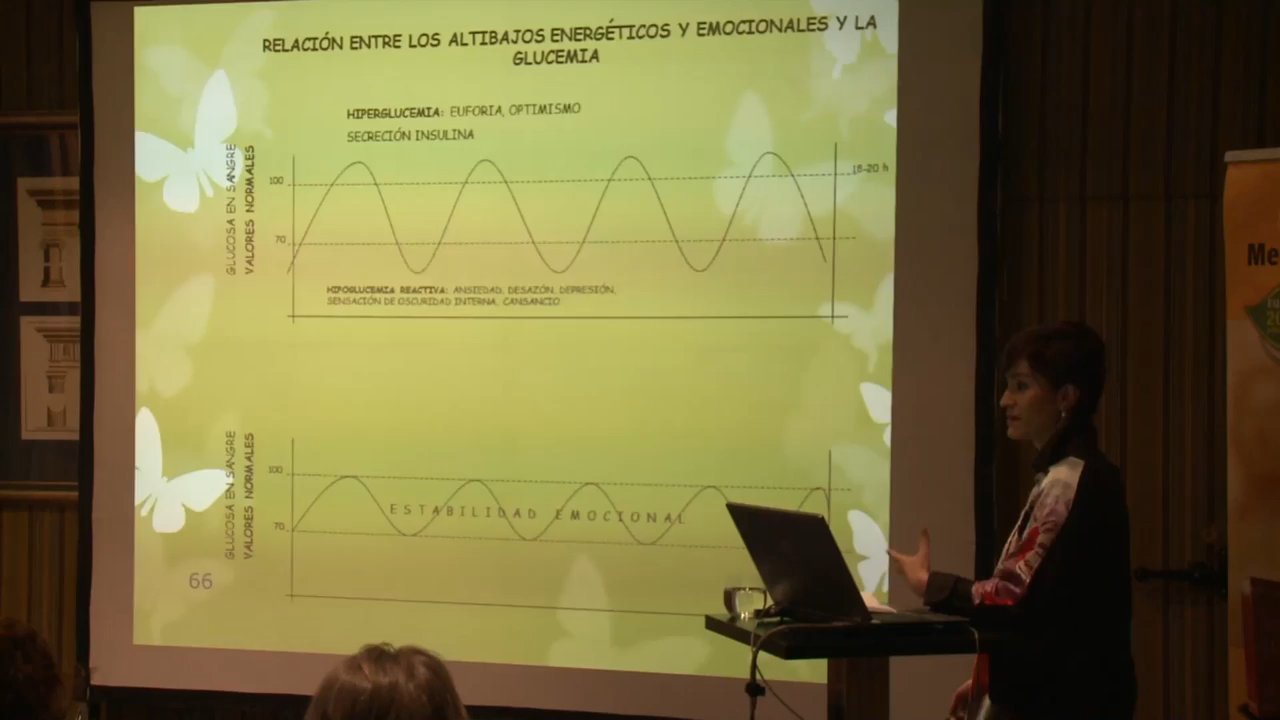 RELACIÓN ENTRE LOS ALTIBAJOS ENERGÉTICOS Y EMOCIONALES Y LA
GLUCEMIA
HIPERGLUCEMIA: EUFORIA, OPTIMISMO
SECRECIÓN INSULINA
GLUCOSA EN SANGRE
VALORES NORMALES
100
70
18-20 h
HIPOGLUCEMIA REACTIVA: ANSIEDAD, DESAZÓN, DEPRESIÓN,
SENSACIÓN DE OSCURIDAD INTERNA, CANSANCIO
GLUCOSA EN SANGRE
VALORES NORMALES
100
70
ESTABILIDAD EMOCIONAL
66
Me